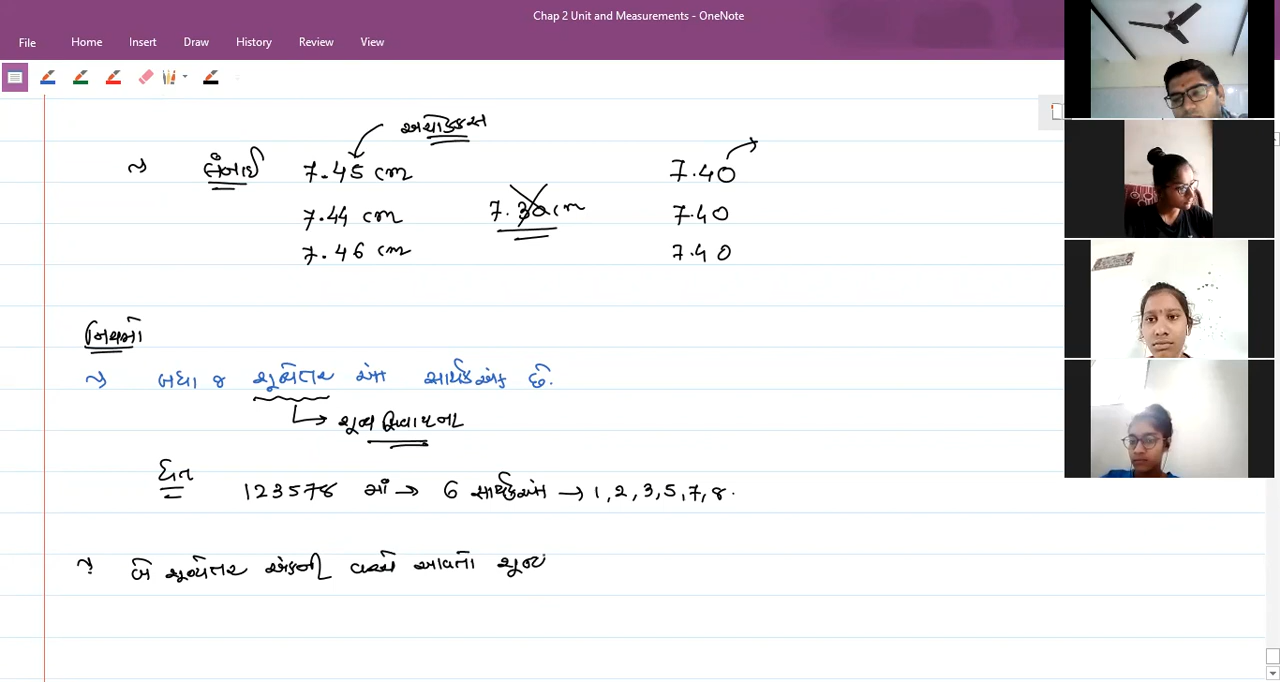 Chap 2 Unit and Measurements - OneNote
File Home Insert Draw History Review View
અચોક્કસ
→ લંબાઈ 7.45 cm 7.40
7.44 cm 7.30 cm 7.40
7.46 cm 7.40
નિયમો
→ બધા જ શૂન્યેતર અંક સાર્થક અંક છે.
↳ શૂન્ય સિવાયના
દા.ત 123578 માં → 6 સાર્થક અંક → 1, 2, 3, 5, 7, 8.
→ બે શૂન્યેતર અંકની વચ્ચે આવતા શૂન્ય